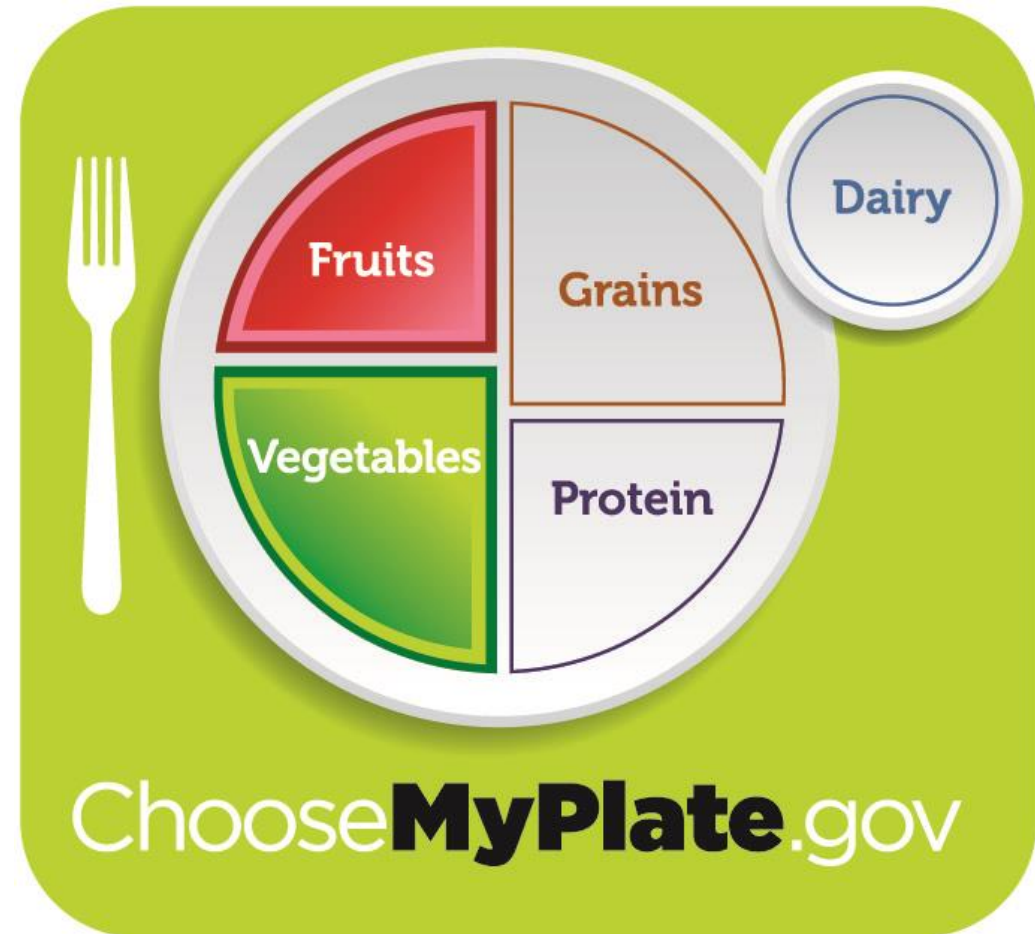 Fruits
Grains
Dairy
Vegetables
Protein
ChooseMyPlate.gov